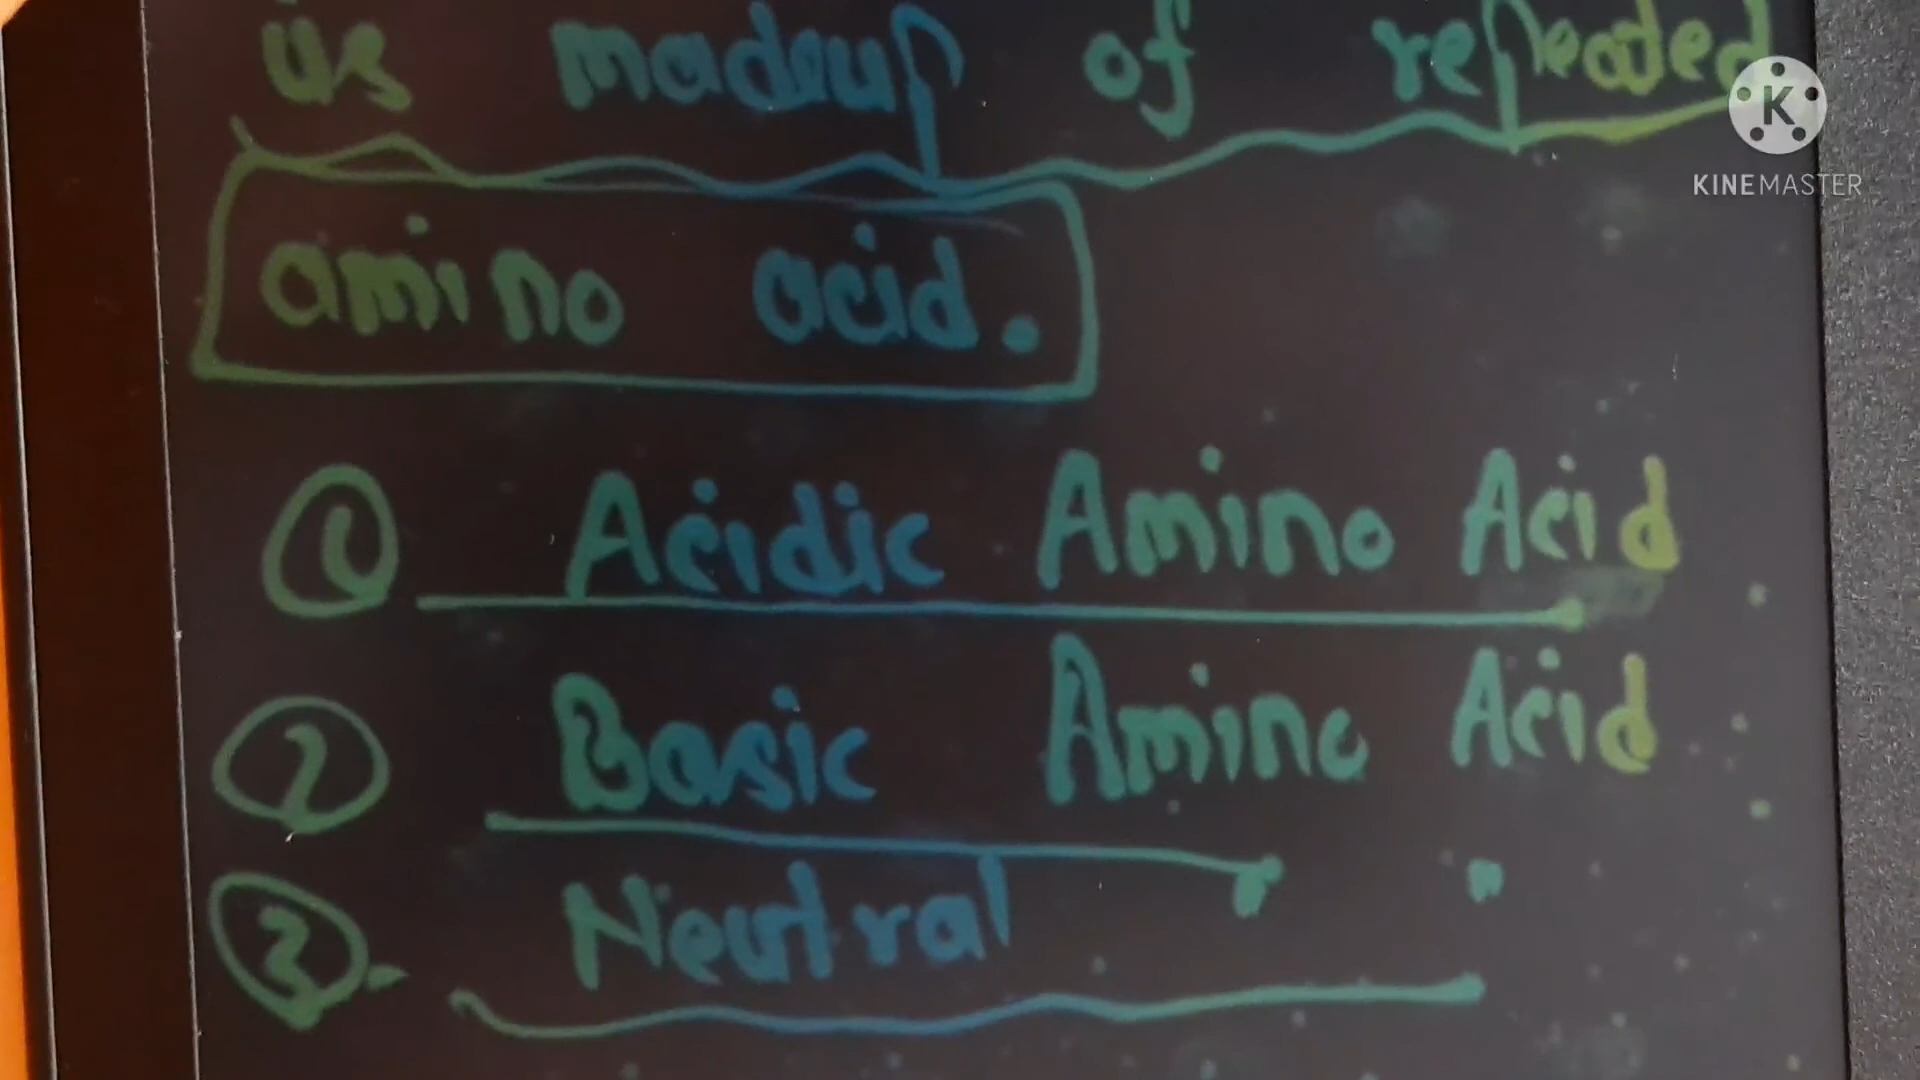 is madeup of repeated
amino acid.
① Acidic Amino Acid
② Basic Amino Acid
③ Neutral "
K
KINEMASTER